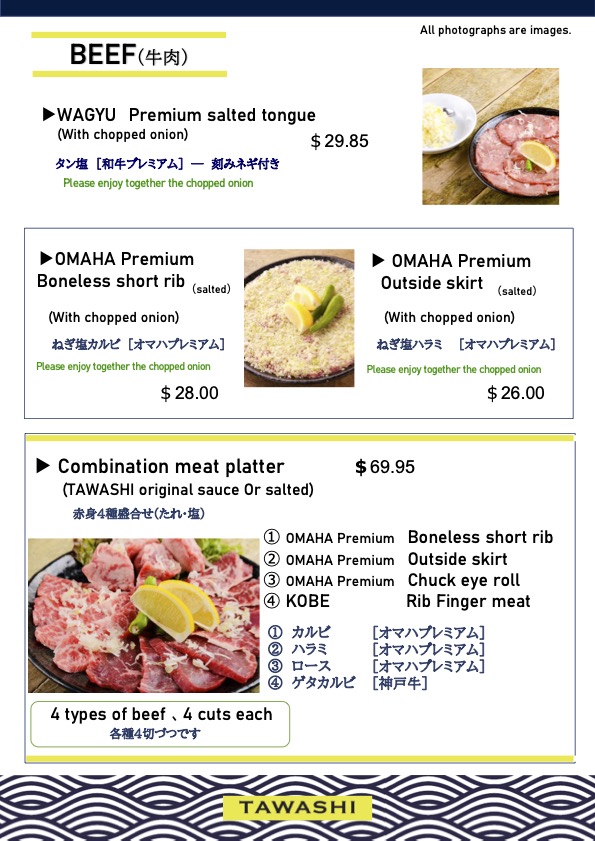 All photographs are images.
BEEF(牛肉)
▶WAGYU Premium salted tongue
(With chopped onion)
$ 29.85
タン塩 [和牛プレミアム] ― 刻みネギ付き
Please enjoy together the chopped onion
▶OMAHA Premium
Boneless short rib (salted)
(With chopped onion)
ねぎ塩カルビ [オマハプレミアム]
Please enjoy together the chopped onion
$ 28.00
▶ OMAHA Premium
Outside skirt (salted)
(With chopped onion)
ねぎ塩ハラミ [オマハプレミアム]
Please enjoy together the chopped onion
$ 26.00
▶ Combination meat platter $ 69.95
(TAWASHI original sauce Or salted)
赤身4種盛合せ(たれ・塩)
① OMAHA Premium Boneless short rib
② OMAHA Premium Outside skirt
③ OMAHA Premium Chuck eye roll
④ KOBE Rib Finger meat
① カルビ [オマハプレミアム]
② ハラミ [オマハプレミアム]
③ ロース [オマハプレミアム]
④ ゲタカルビ [神戸牛]
4 types of beef 、4 cuts each
各種4切づつです
TAWASHI